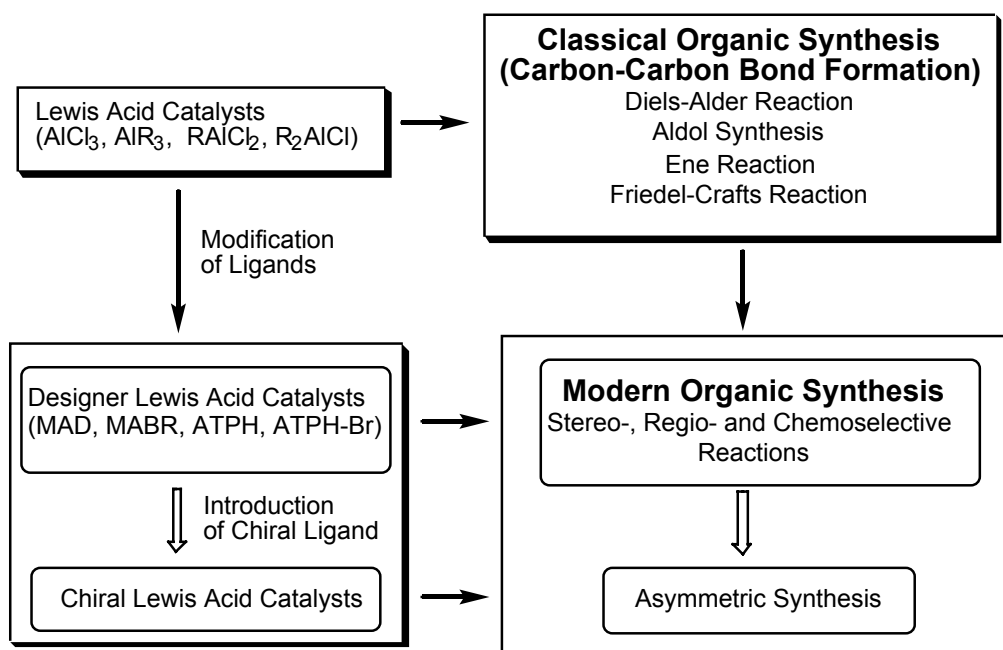 Classical Organic Synthesis
(Carbon-Carbon Bond Formation)
Diels-Alder Reaction
Aldol Synthesis
Ene Reaction
Friedel-Crafts Reaction
Lewis Acid Catalysts
(AlCl₃, AlR₃, RAlCl₂, R₂AlCl)
Modification
of Ligands
Designer Lewis Acid Catalysts
(MAD, MABR, ATPH, ATPH-Br)
Modern Organic Synthesis
Stereo-, Regio- and Chemoselective
Reactions
Introduction
of Chiral Ligand
Chiral Lewis Acid Catalysts
Asymmetric Synthesis